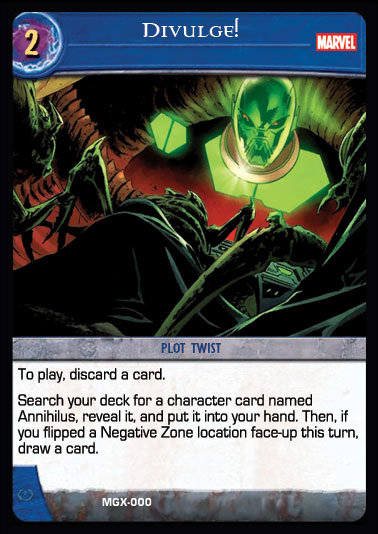 2
Divulge!
MARVEL
PLOT TWIST
To play, discard a card.
Search your deck for a character card named
Annihilus, reveal it, and put it into your hand. Then, if
you flipped a Negative Zone location face-up this turn,
draw a card.
MGX-000